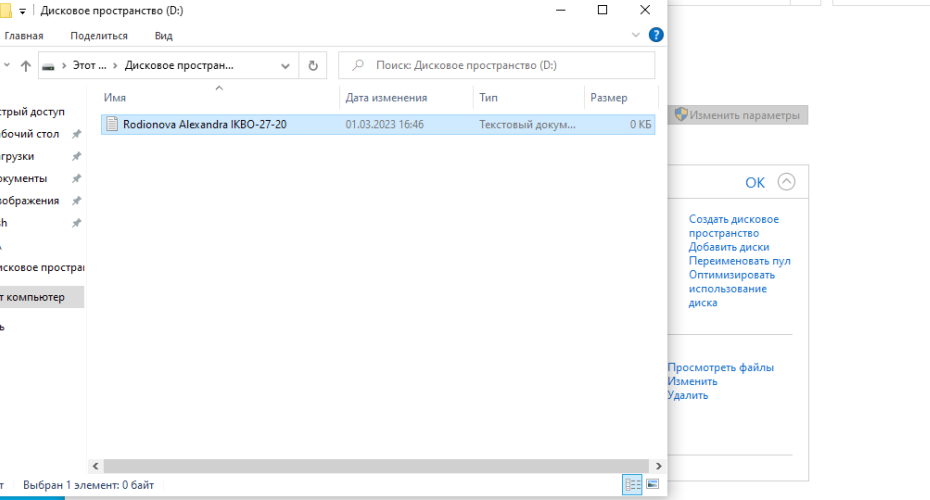 Дисковое пространство (D:)
Главная Поделиться Вид
Этот ... > Дисковое простран...
Поиск: Дисковое пространство (D:)
Имя Дата изменения Тип Размер
Rodionova Alexandra IKBO-27-20 01.03.2023 16:46 Текстовый докум... 0 КБ
стрый доступ
бочий стол
грузки
окументы
ображения
sh
исковое простра
т компьютер
ь
т Выбран 1 элемент: 0 байт
Изменить параметры
ОК
Создать дисковое
пространство
Добавить диски
Переименовать пул
Оптимизировать
использование
диска
Просмотреть файлы
Изменить
Удалить